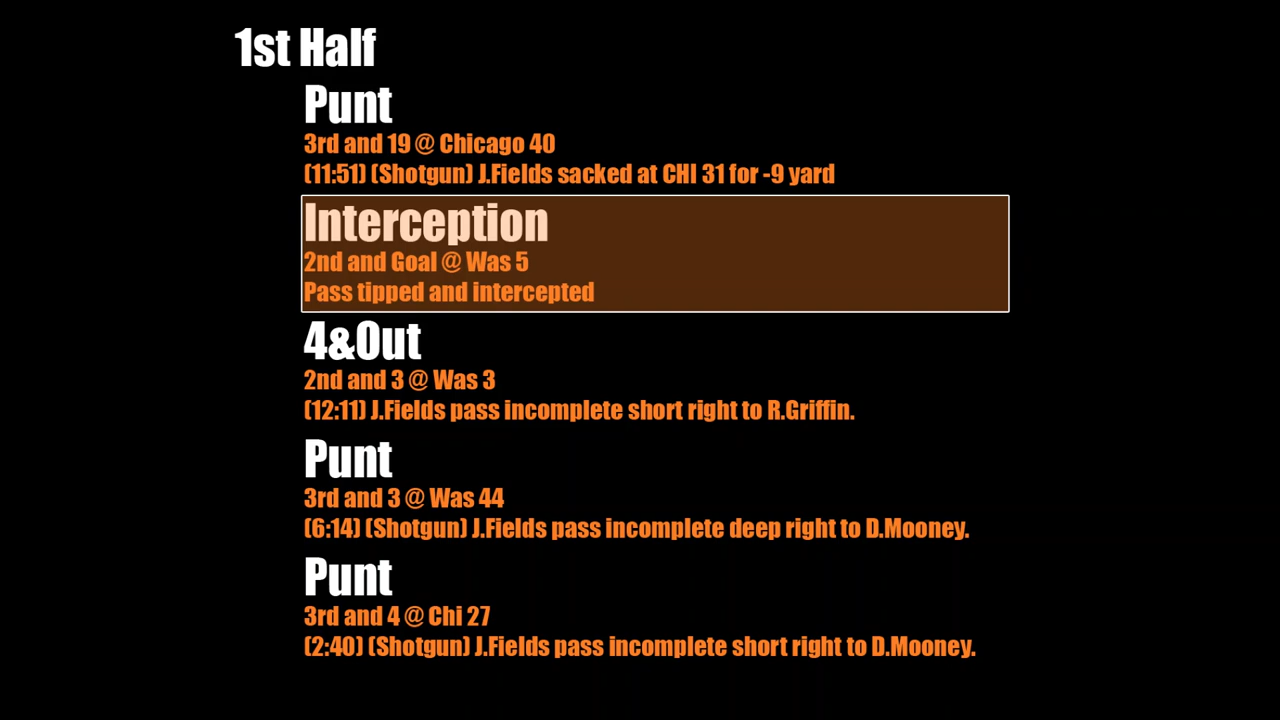 1st Half
Punt
3rd and 19 @ Chicago 40
(11:51) (Shotgun) J.Fields sacked at CHI 31 for -9 yard
Interception
2nd and Goal @ Was 5
Pass tipped and intercepted
4&Out
2nd and 3 @ Was 3
(12:11) J.Fields pass incomplete short right to R.Griffin.
Punt
3rd and 3 @ Was 44
(6:14) (Shotgun) J.Fields pass incomplete deep right to D.Mooney.
Punt
3rd and 4 @ Chi 27
(2:40) (Shotgun) J.Fields pass incomplete short right to D.Mooney.